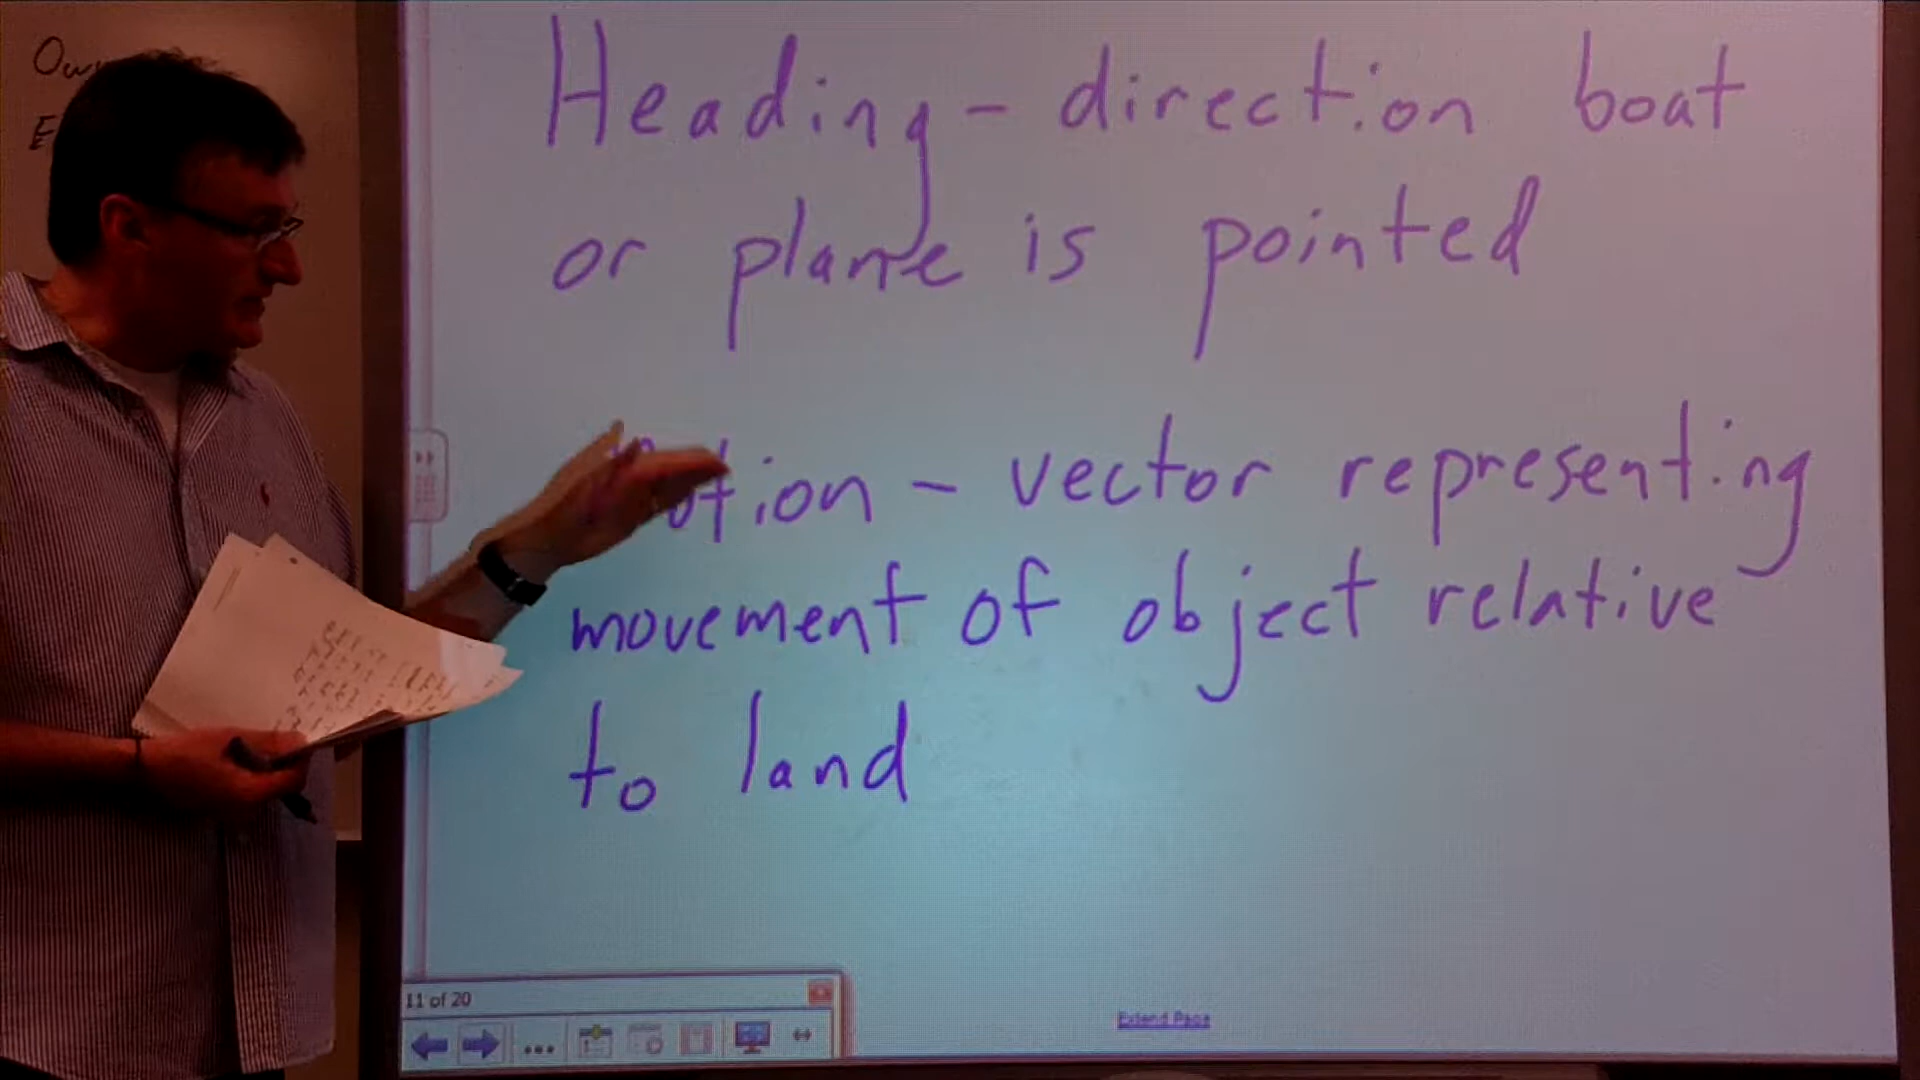 Heading - direction boat
or plane is pointed
- vector representing
movement of object relative
to land
11 of 20
Extend Page